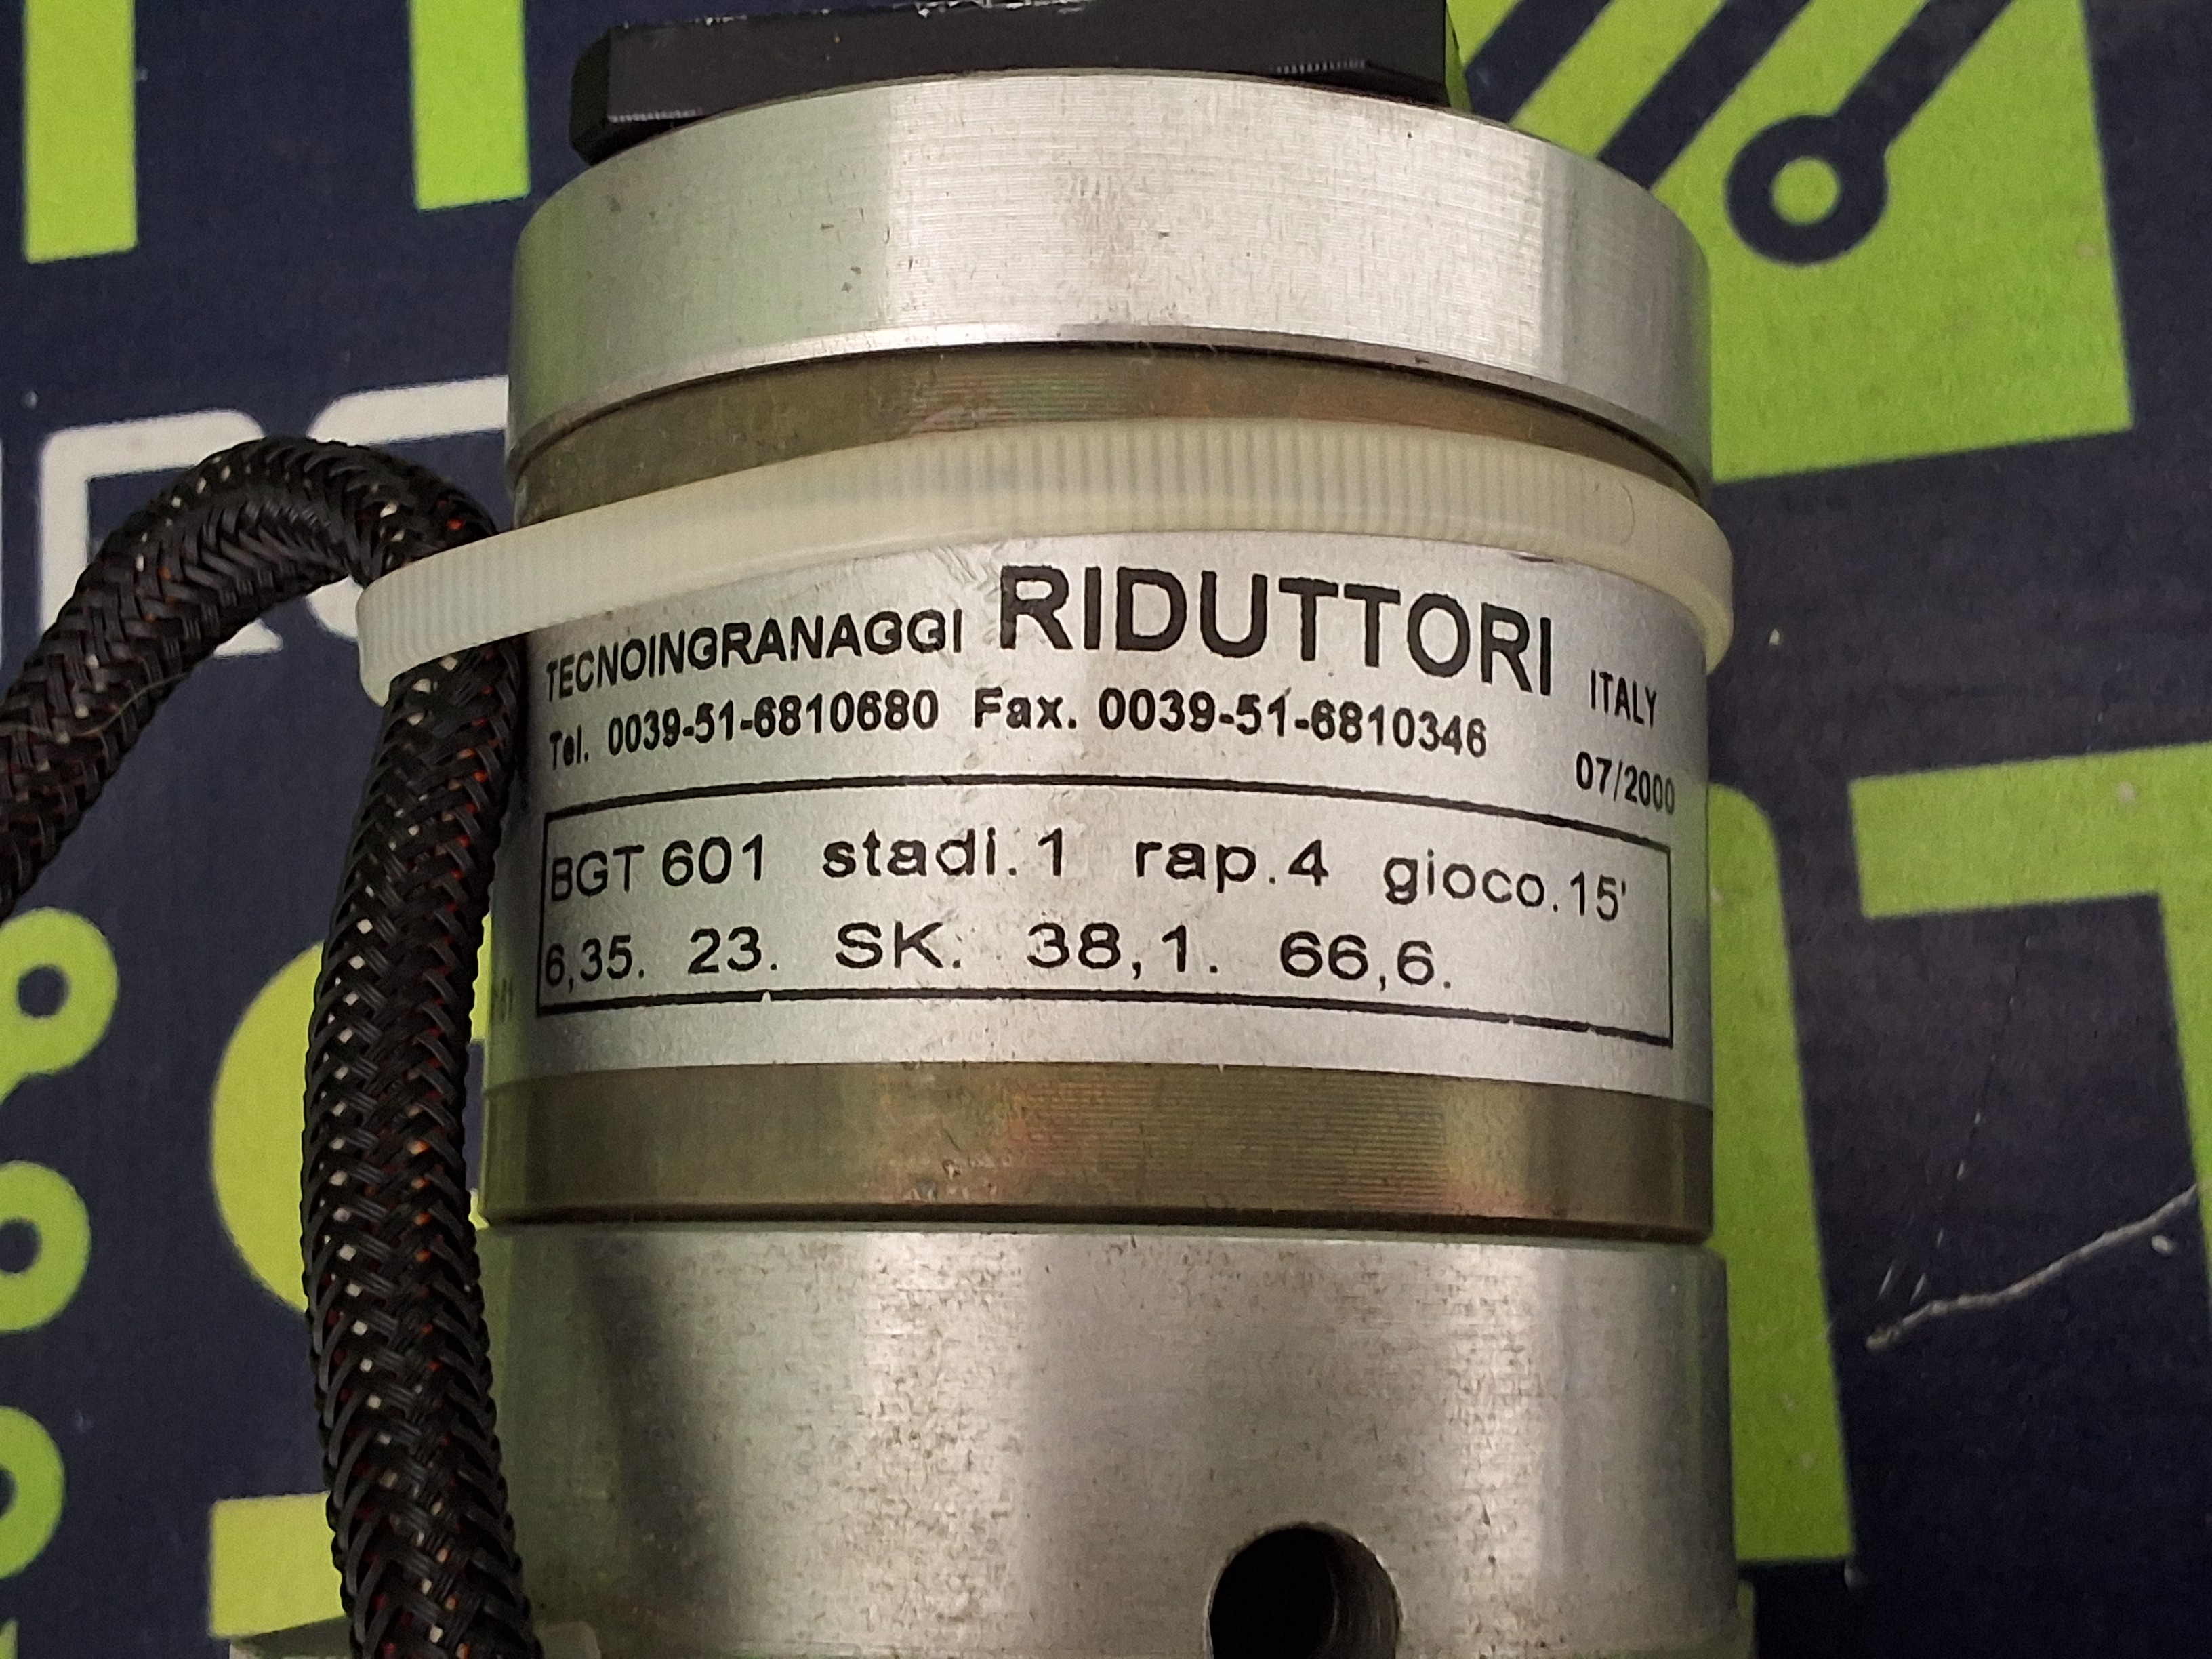 TECNOINGRANAGGI RIDUTTORI ITALY
Tel. 0039-51-6810680 Fax. 0039-51-6810346 07/2000
BGT 601 stadi.1 rap.4 gioco.15'
6,35. 23. SK. 38,1. 66,6.